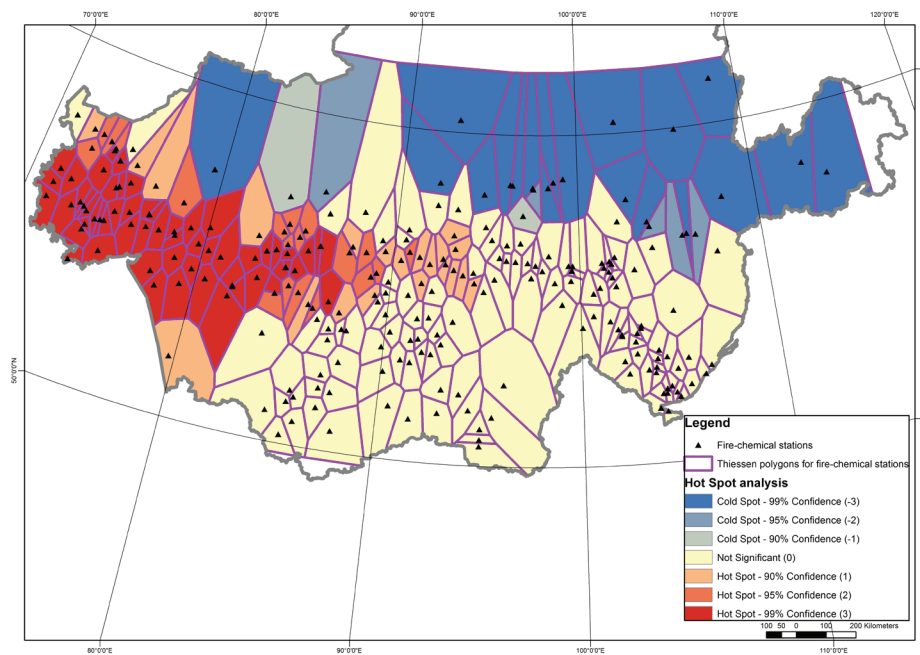 70°0'0"E 80°0'0"E 90°0'0"E 100°0'0"E 110°0'0"E 120°0'0"E
50°0'0"N
Legend
Fire-chemical stations
Thiessen polygons for fire-chemical stations
Hot Spot analysis
Cold Spot - 99% Confidence (-3)
Cold Spot - 95% Confidence (-2)
Cold Spot - 90% Confidence (-1)
Not Significant (0)
Hot Spot - 90% Confidence (1)
Hot Spot - 95% Confidence (2)
Hot Spot - 99% Confidence (3)
100 50 0 100 200 Kilometers
80°0'0"E 90°0'0"E 100°0'0"E 110°0'0"E